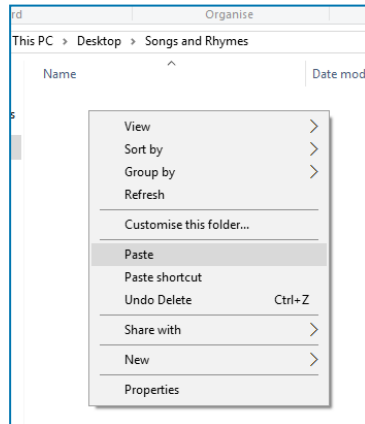 Organise
This PC > Desktop > Songs and Rhymes
Name Date mod
View
Sort by
Group by
Refresh
Customise this folder...
Paste
Paste shortcut
Undo Delete Ctrl+Z
Share with
New
Properties